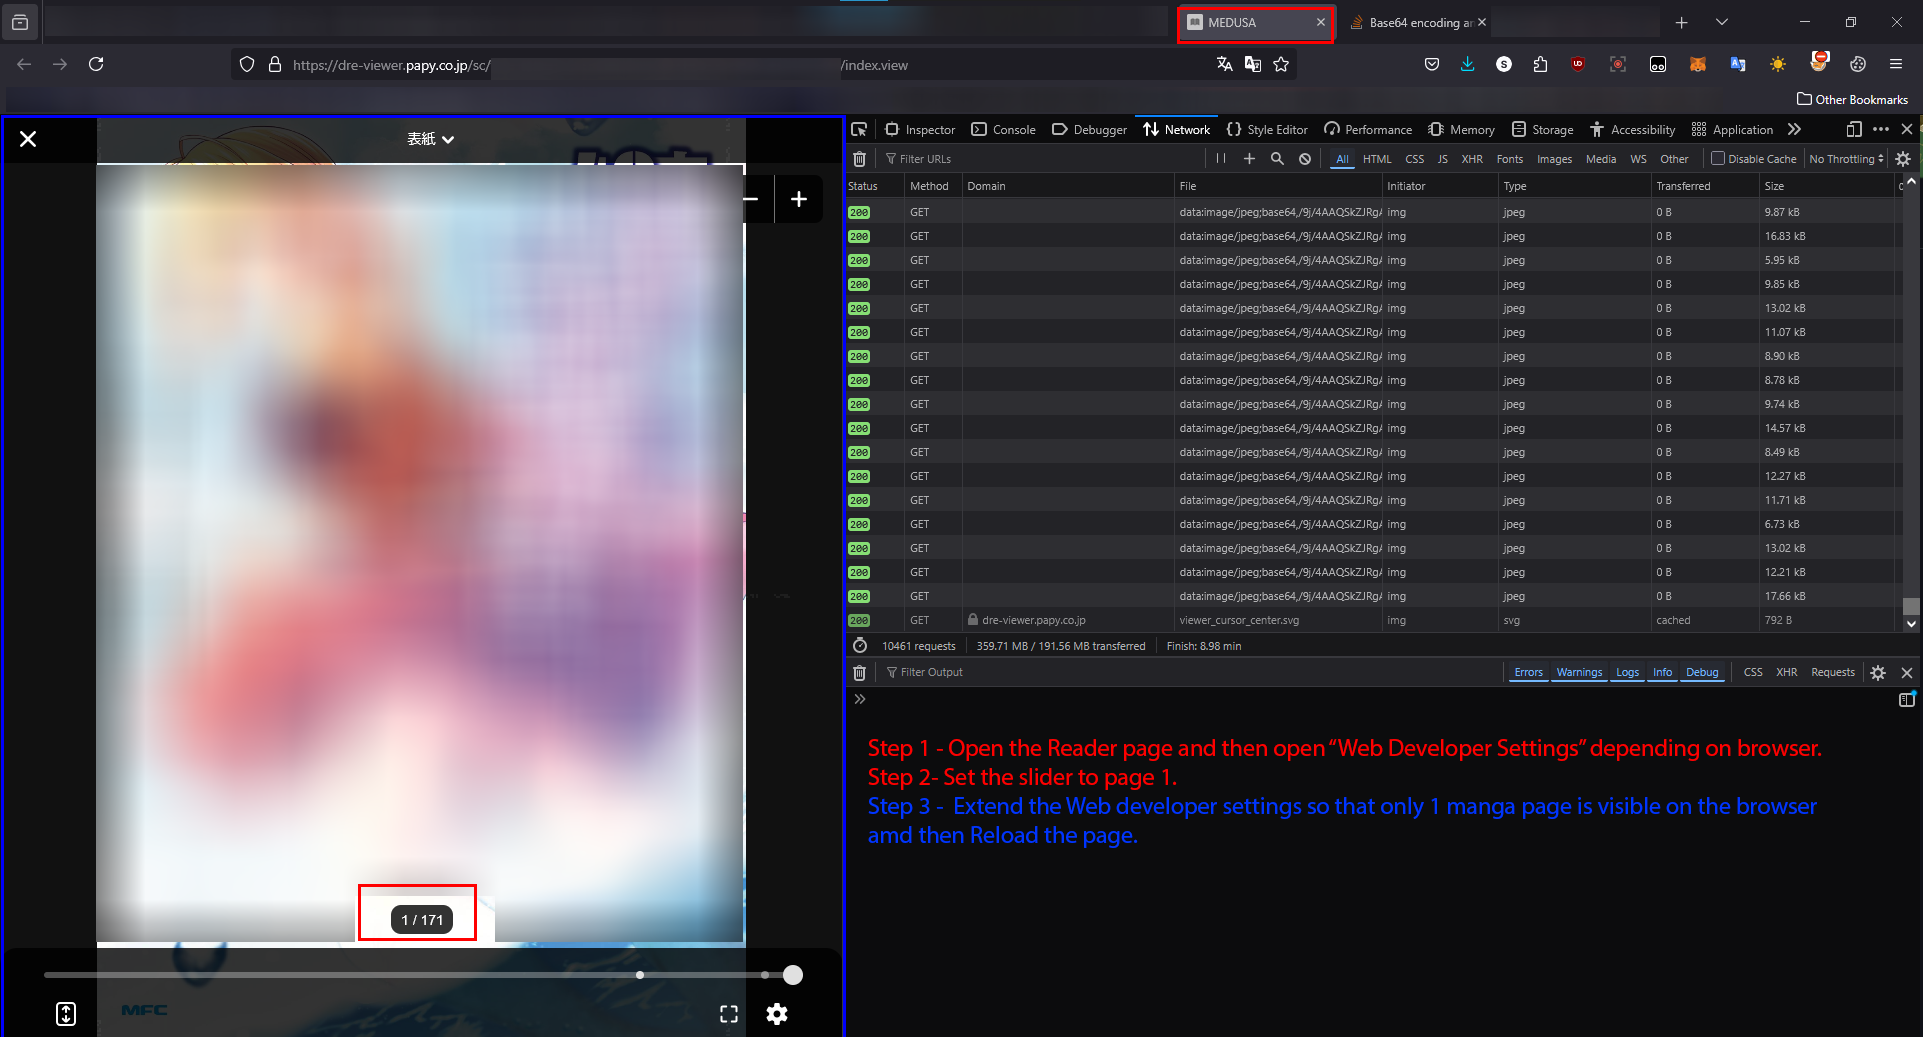 MEDUSA
Base64 encoding an
https://dre-viewer.papy.co.jp/sc/ /index.view
Other Bookmarks
表紙
Inspector Console Debugger Network Style Editor Performance Memory Storage Accessibility Application
Filter URLs All HTML CSS JS XHR Fonts Images Media WS Other Disable Cache No Throttling
Status Method Domain File Initiator Type Transferred Size
200 GET data:image/jpeg;base64,/9j/4AAQSkZJRgA img jpeg 0 B 9.87 kB
200 GET data:image/jpeg;base64,/9j/4AAQSkZJRgA img jpeg 0 B 16.83 kB
200 GET data:image/jpeg;base64,/9j/4AAQSkZJRgA img jpeg 0 B 5.95 kB
200 GET data:image/jpeg;base64,/9j/4AAQSkZJRgA img jpeg 0 B 9.85 kB
200 GET data:image/jpeg;base64,/9j/4AAQSkZJRgA img jpeg 0 B 13.02 kB
200 GET data:image/jpeg;base64,/9j/4AAQSkZJRgA img jpeg 0 B 11.07 kB
200 GET data:image/jpeg;base64,/9j/4AAQSkZJRgA img jpeg 0 B 8.90 kB
200 GET data:image/jpeg;base64,/9j/4AAQSkZJRgA img jpeg 0 B 8.78 kB
200 GET data:image/jpeg;base64,/9j/4AAQSkZJRgA img jpeg 0 B 9.74 kB
200 GET data:image/jpeg;base64,/9j/4AAQSkZJRgA img jpeg 0 B 14.57 kB
200 GET data:image/jpeg;base64,/9j/4AAQSkZJRgA img jpeg 0 B 8.49 kB
200 GET data:image/jpeg;base64,/9j/4AAQSkZJRgA img jpeg 0 B 12.27 kB
200 GET data:image/jpeg;base64,/9j/4AAQSkZJRgA img jpeg 0 B 11.71 kB
200 GET data:image/jpeg;base64,/9j/4AAQSkZJRgA img jpeg 0 B 6.73 kB
200 GET data:image/jpeg;base64,/9j/4AAQSkZJRgA img jpeg 0 B 13.02 kB
200 GET data:image/jpeg;base64,/9j/4AAQSkZJRgA img jpeg 0 B 12.21 kB
200 GET data:image/jpeg;base64,/9j/4AAQSkZJRgA img jpeg 0 B 17.66 kB
200 GET dre-viewer.papy.co.jp viewer_cursor_center.svg img svg cached 792 B
10461 requests 359.71 MB / 191.56 MB transferred Finish: 8.98 min
Filter Output Errors Warnings Logs Info Debug CSS XHR Requests
Step 1 - Open the Reader page and then open “Web Developer Settings” depending on browser.
Step 2- Set the slider to page 1.
Step 3 - Extend the Web developer settings so that only 1 manga page is visible on the browser
amd then Reload the page.
1 / 171
MFC